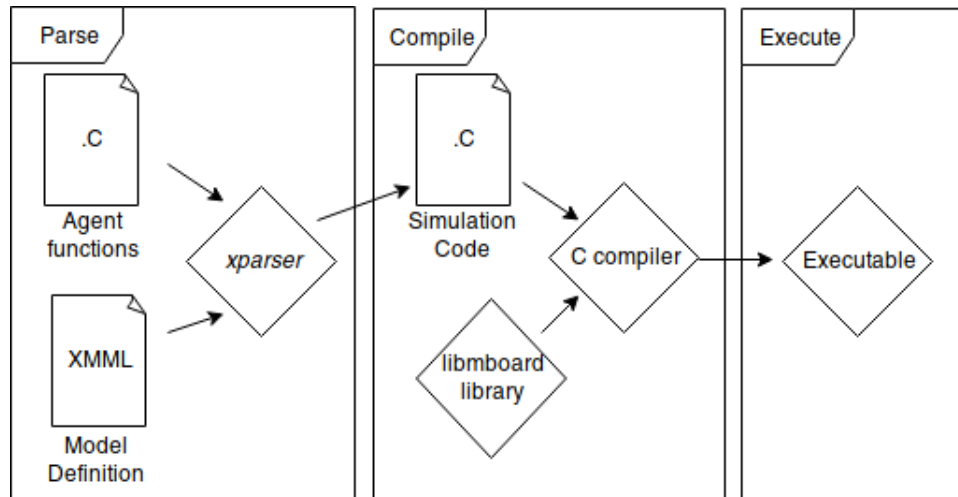 Parse
.C
Agent
functions
XMML
Model
Definition
xparser
Compile
.C
Simulation
Code
libmboard
library
C compiler
Execute
Executable